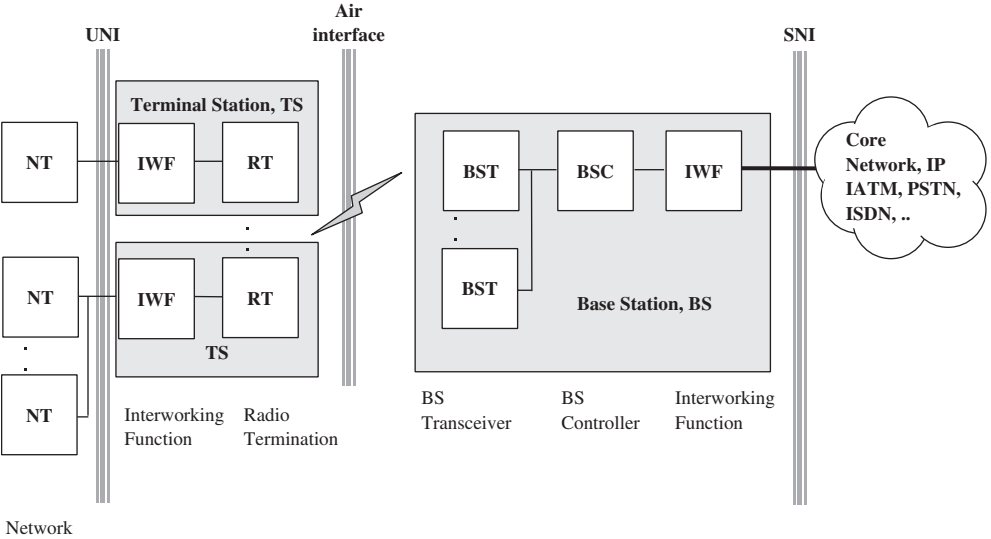 Air
interface
UNI
SNI
Terminal Station, TS
NT
IWF
RT
BST
BSC
IWF
Core
Network, IP
IATM, PSTN,
ISDN, ..
NT
IWF
RT
TS
BST
Base Station, BS
NT
Interworking
Function
Radio
Termination
BS
Transceiver
BS
Controller
Interworking
Function
Network